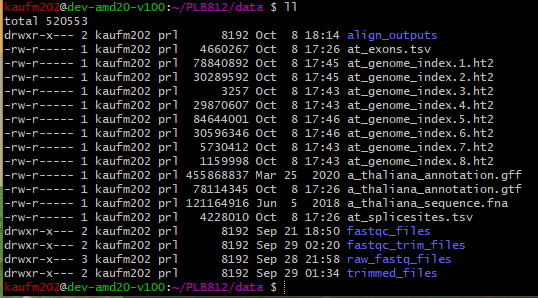 kaufm202@dev-amd20-v100:~/PLB812/data $ ll
total 520553
drwxr-x--- 2 kaufm202 prl      8192 Oct  8 18:14 align_outputs
-rw-r----- 1 kaufm202 prl   4660267 Oct  8 17:26 at_exons.tsv
-rw-r----- 1 kaufm202 prl  78840892 Oct  8 17:45 at_genome_index.1.ht2
-rw-r----- 1 kaufm202 prl  30289592 Oct  8 17:45 at_genome_index.2.ht2
-rw-r----- 1 kaufm202 prl      3257 Oct  8 17:43 at_genome_index.3.ht2
-rw-r----- 1 kaufm202 prl  29870607 Oct  8 17:43 at_genome_index.4.ht2
-rw-r----- 1 kaufm202 prl  84644001 Oct  8 17:46 at_genome_index.5.ht2
-rw-r----- 1 kaufm202 prl  30596346 Oct  8 17:46 at_genome_index.6.ht2
-rw-r----- 1 kaufm202 prl   5730412 Oct  8 17:43 at_genome_index.7.ht2
-rw-r----- 1 kaufm202 prl   1159998 Oct  8 17:43 at_genome_index.8.ht2
-rw-r----- 1 kaufm202 prl 455868837 Mar 25  2020 a_thaliana_annotation.gff
-rw-r----- 1 kaufm202 prl  78114345 Oct  8 17:26 a_thaliana_annotation.gtf
-rw-r----- 1 kaufm202 prl 121164916 Jun  5  2018 a_thaliana_sequence.fna
-rw-r----- 1 kaufm202 prl   4228010 Oct  8 17:26 at_splicesites.tsv
drwxr-x--- 2 kaufm202 prl      8192 Sep 21 18:50 fastqc_files
drwxr-x--- 2 kaufm202 prl      8192 Sep 29 02:20 fastqc_trim_files
drwxr-x--- 3 kaufm202 prl      8192 Sep 28 21:58 raw_fastq_files
drwxr-x--- 2 kaufm202 prl      8192 Sep 29 01:34 trimmed_files
kaufm202@dev-amd20-v100:~/PLB812/data $